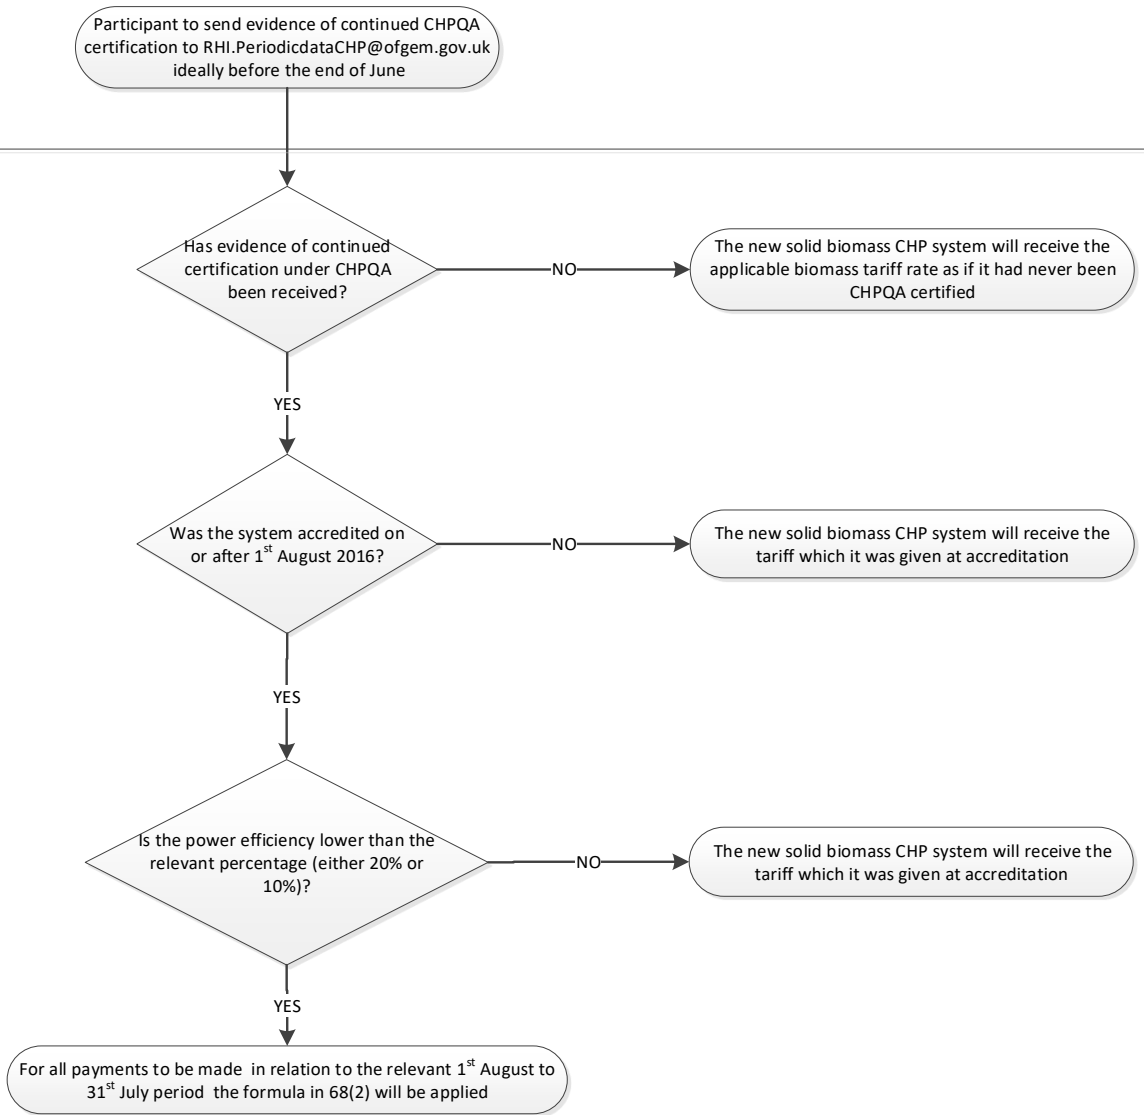 Participant to send evidence of continued CHPQA
certification to RHI.PeriodicdataCHP@ofgem.gov.uk
ideally before the end of June
Has evidence of continued
certification under CHPQA
been received?
NO
The new solid biomass CHP system will receive the
applicable biomass tariff rate as if it had never been
CHPQA certified
YES
Was the system accredited on
or after 1st August 2016?
NO
The new solid biomass CHP system will receive the
tariff which it was given at accreditation
YES
Is the power efficiency lower than the
relevant percentage (either 20% or
10%)?
NO
The new solid biomass CHP system will receive the
tariff which it was given at accreditation
YES
For all payments to be made in relation to the relevant 1st August to
31st July period the formula in 68(2) will be applied